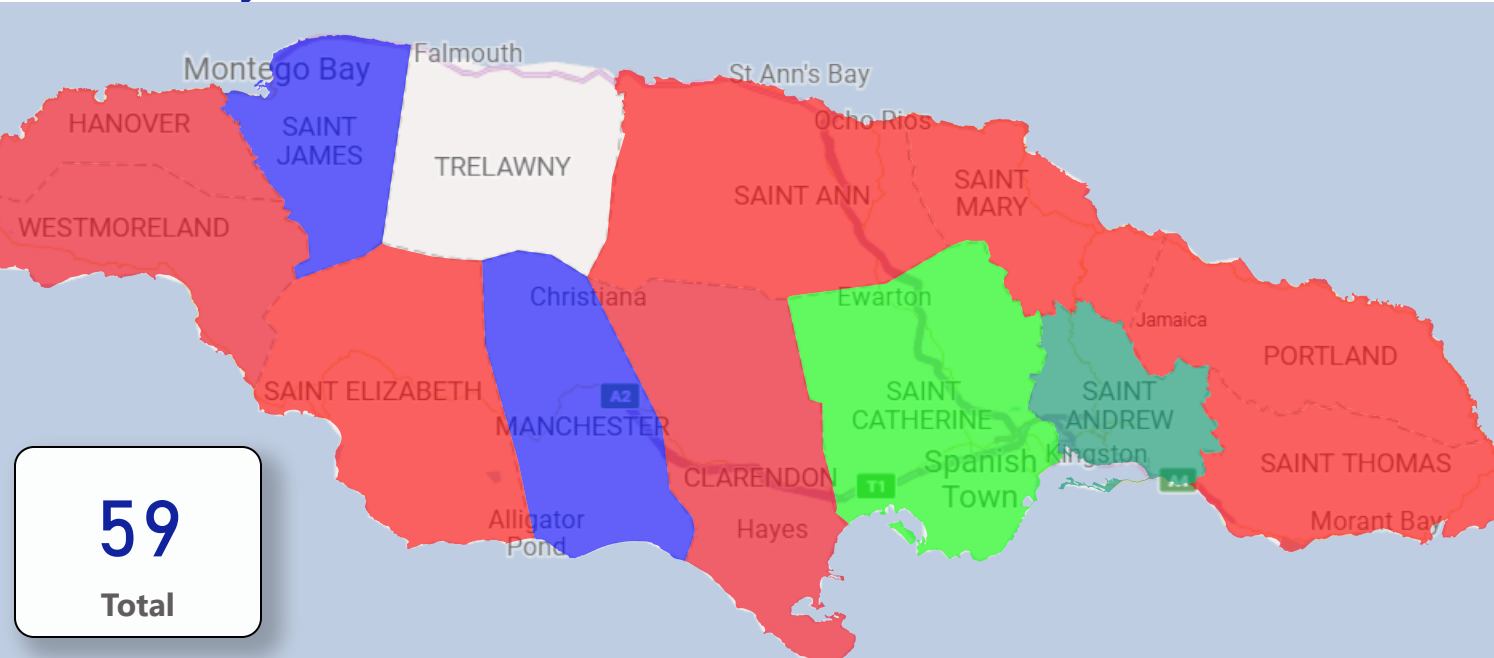 Falmouth
Montego Bay
St Ann's Bay
HANOVER
SAINT
JAMES
Ocho Rios
TRELAWNY
SAINT ANN
SAINT
MARY
WESTMORELAND
Christiana
Ewarton
Jamaica
PORTLAND
SAINT ELIZABETH
A2
MANCHESTER
SAINT
CATHERINE
SAINT
ANDREW
Kingston
Spanish
Town
SAINT THOMAS
CLARENDON
T1
A4
Alligator
Pond
Hayes
Morant Bay
59
Total